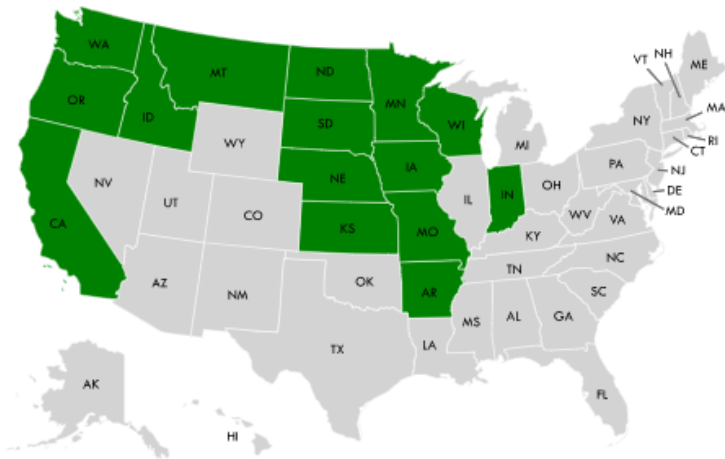 WA
MT
ND
MN
OR
ID
SD
WI
WY
IA
NE
NV
UT
CO
CA
KS
MO
IL
IN
MI
OH
KY
WV
VA
PA
NY
VT
NH
ME
MA
RI
CT
NJ
DE
MD
AZ
NM
OK
AR
TN
NC
SC
MS
AL
GA
LA
TX
FL
AK
HI